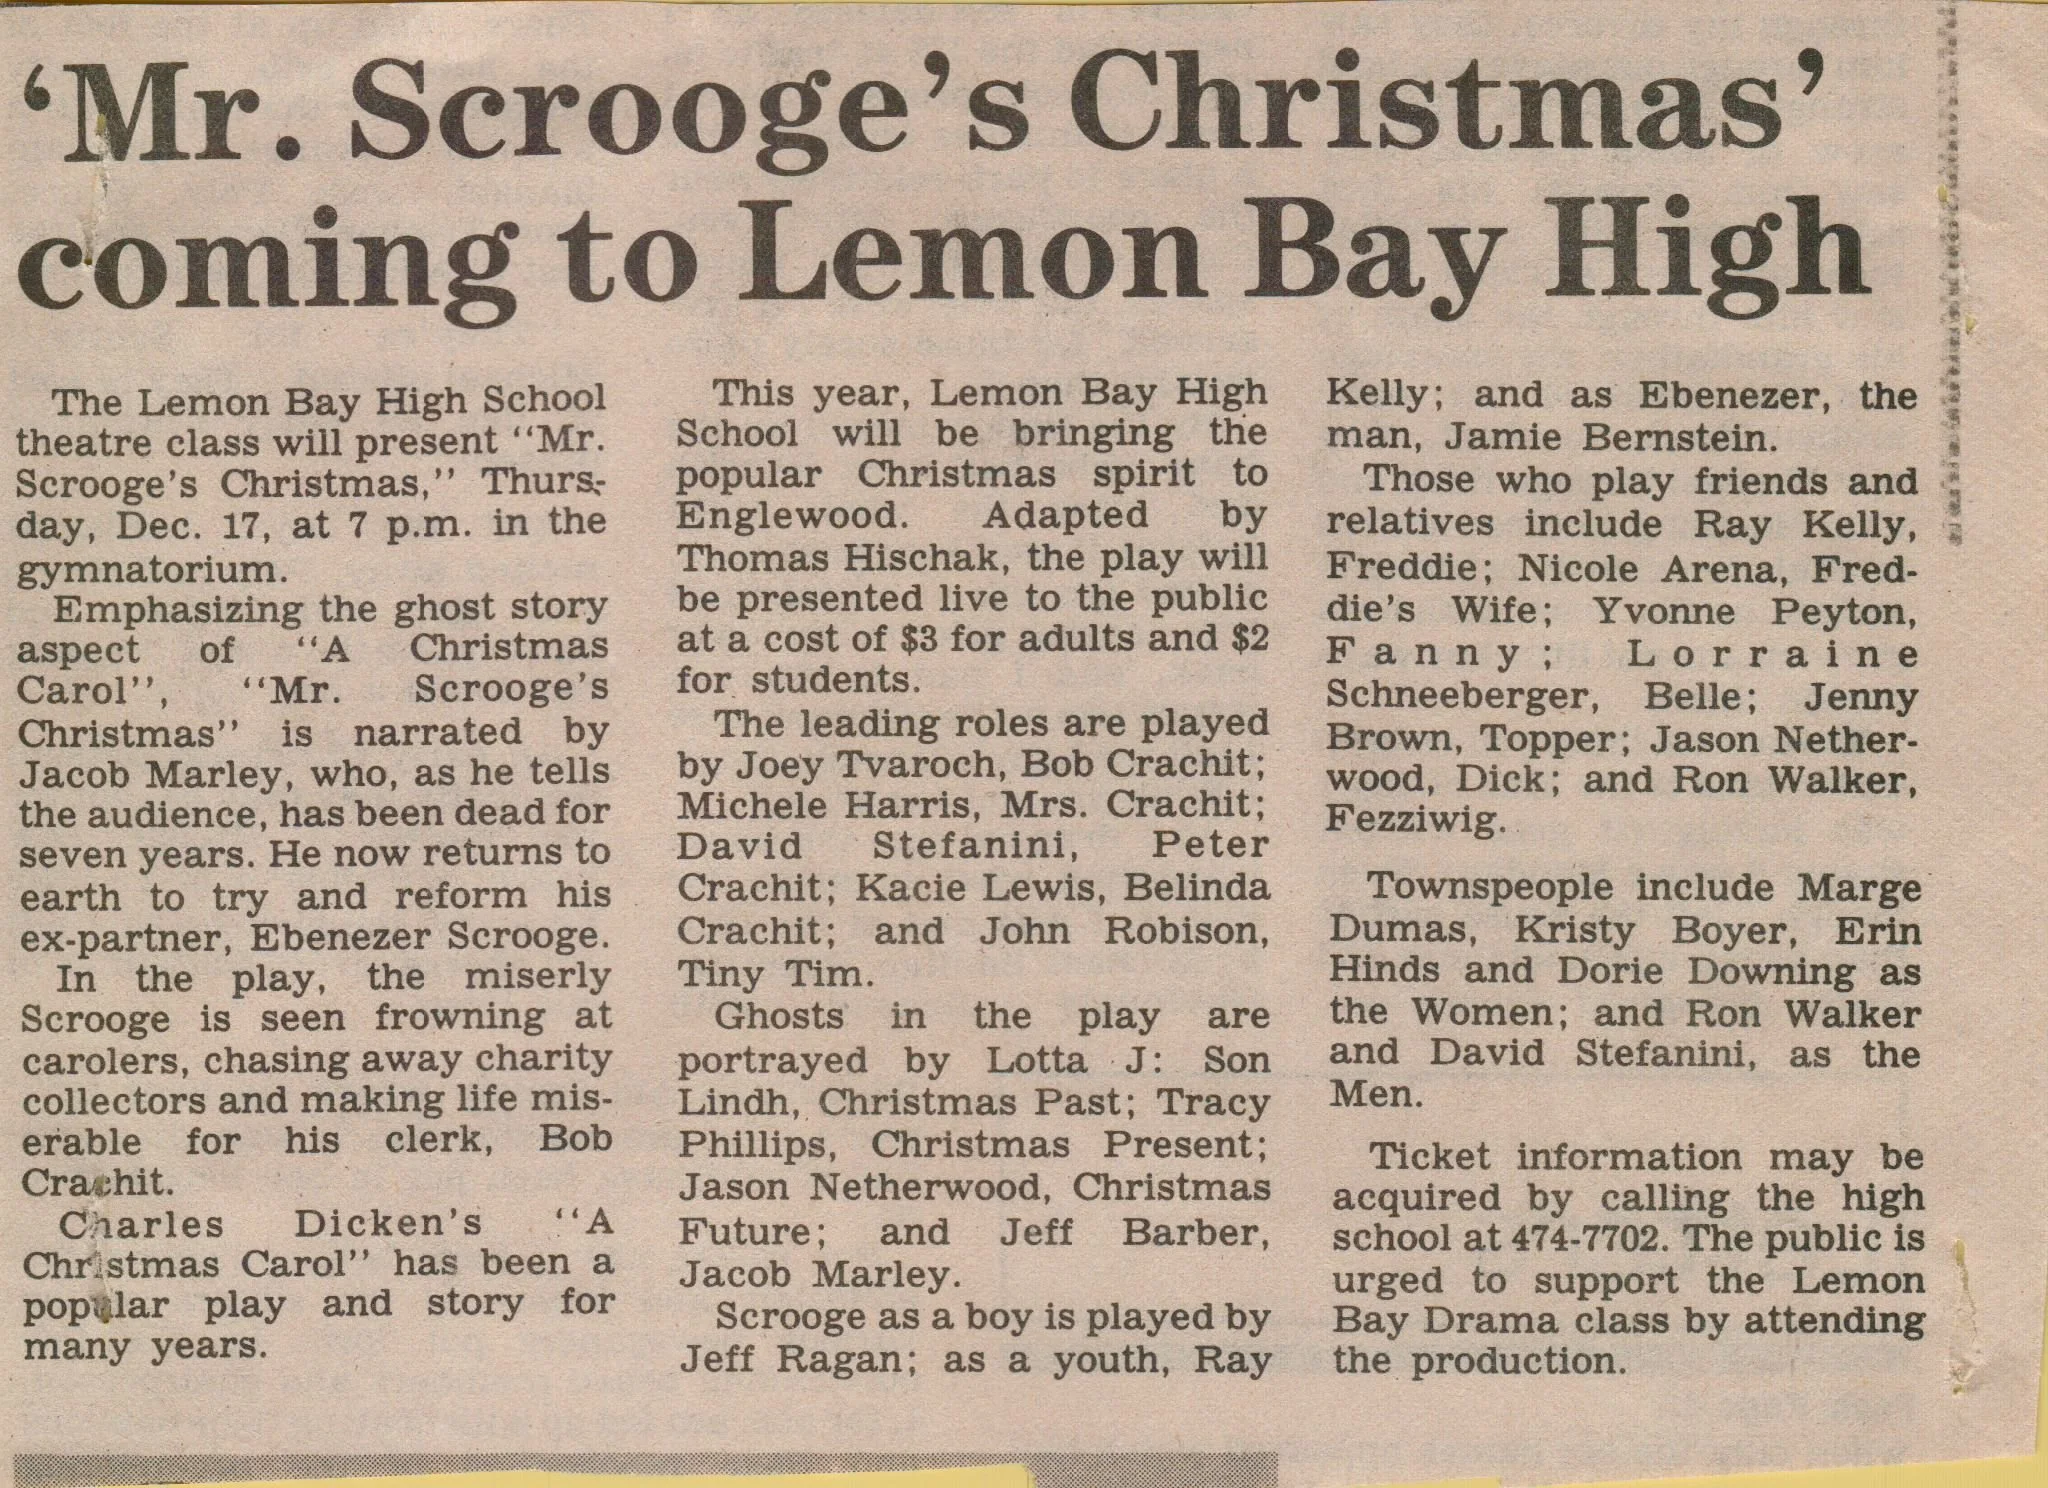 ‘Mr. Scrooge’s Christmas’
coming to Lemon Bay High
The Lemon Bay High School
theatre class will present “Mr.
Scrooge’s Christmas,” Thurs-
day, Dec. 17, at 7 p.m. in the
gymnatorium.
Emphasizing the ghost story
aspect of “A Christmas
Carol”, “Mr. Scrooge’s
Christmas” is narrated by
Jacob Marley, who, as he tells
the audience, has been dead for
seven years. He now returns to
earth to try and reform his
ex-partner, Ebenezer Scrooge.
In the play, the miserly
Scrooge is seen frowning at
carolers, chasing away charity
collectors and making life mis-
erable for his clerk, Bob
Crachit.
Charles Dicken’s “A
Christmas Carol” has been a
popular play and story for
many years.
This year, Lemon Bay High
School will be bringing the
popular Christmas spirit to
Englewood. Adapted by
Thomas Hischak, the play will
be presented live to the public
at a cost of $3 for adults and $2
for students.
The leading roles are played
by Joey Tvaroch, Bob Crachit;
Michele Harris, Mrs. Crachit;
David Stefanini, Peter
Crachit; Kacie Lewis, Belinda
Crachit; and John Robison,
Tiny Tim.
Ghosts in the play are
portrayed by Lotta J: Son
Lindh, Christmas Past; Tracy
Phillips, Christmas Present;
Jason Netherwood, Christmas
Future; and Jeff Barber,
Jacob Marley.
Scrooge as a boy is played by
Jeff Ragan; as a youth, Ray
Kelly; and as Ebenezer, the
man, Jamie Bernstein.
Those who play friends and
relatives include Ray Kelly,
Freddie; Nicole Arena, Fred-
die’s Wife; Yvonne Peyton,
Fanny; Lorraine
Schneeberger, Belle; Jenny
Brown, Topper; Jason Nether-
wood, Dick; and Ron Walker,
Fezziwig.
Townspeople include Marge
Dumas, Kristy Boyer, Erin
Hinds and Dorie Downing as
the Women; and Ron Walker
and David Stefanini, as the
Men.
Ticket information may be
acquired by calling the high
school at 474-7702. The public is
urged to support the Lemon
Bay Drama class by attending
the production.